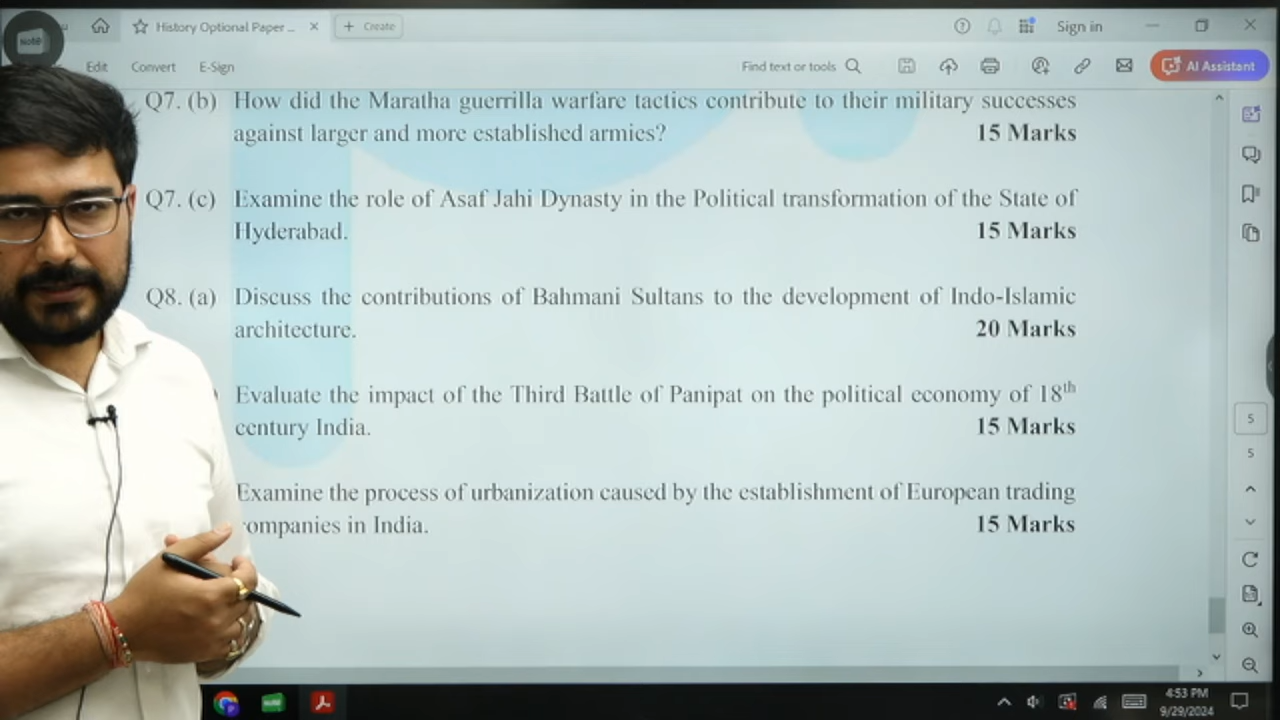 Note
History Optional Paper ...
+ Create
Sign in
Edit
Convert
E-Sign
Find text or tools
AI Assistant
Q7. (b) How did the Maratha guerrilla warfare tactics contribute to their military successes
against larger and more established armies? 15 Marks
Q7. (c) Examine the role of Asaf Jahi Dynasty in the Political transformation of the State of
Hyderabad. 15 Marks
Q8. (a) Discuss the contributions of Bahmani Sultans to the development of Indo-Islamic
architecture. 20 Marks
) Evaluate the impact of the Third Battle of Panipat on the political economy of 18th
century India. 15 Marks
Examine the process of urbanization caused by the establishment of European trading
ompanies in India. 15 Marks
5
5
4:53 PM
9/29/2024